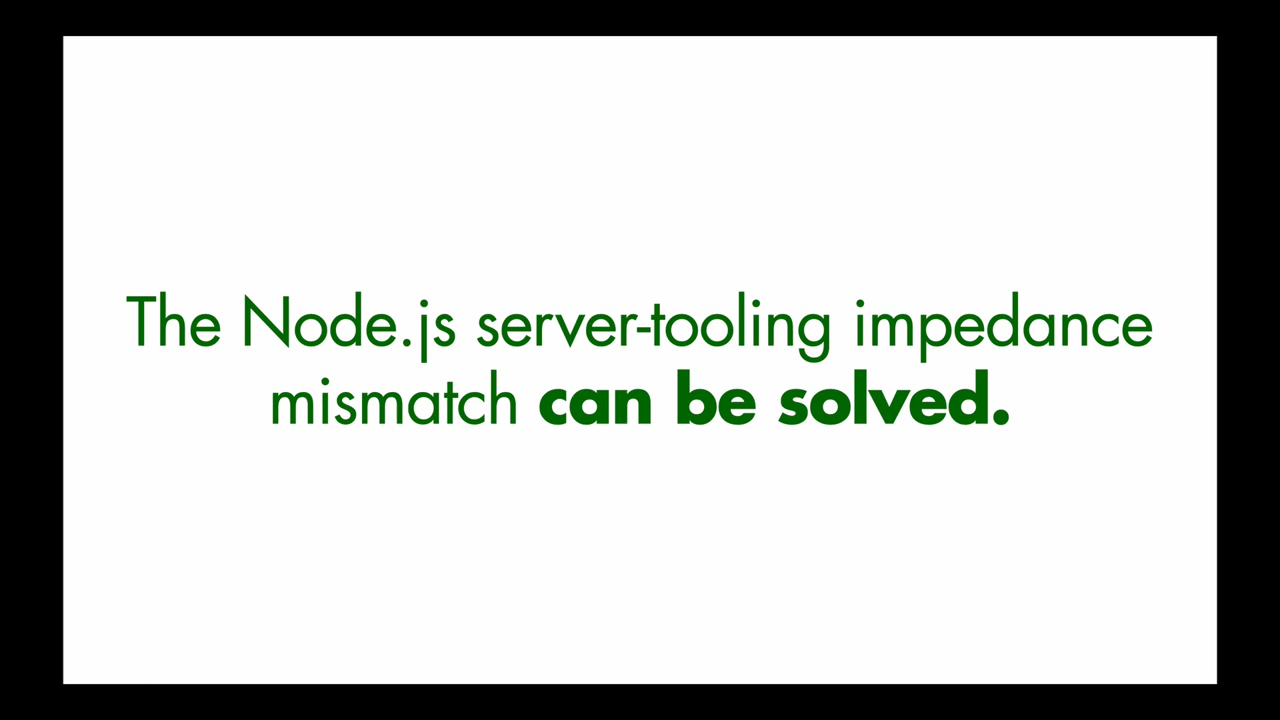 The Node.js server-tooling impedance
mismatch can be solved.